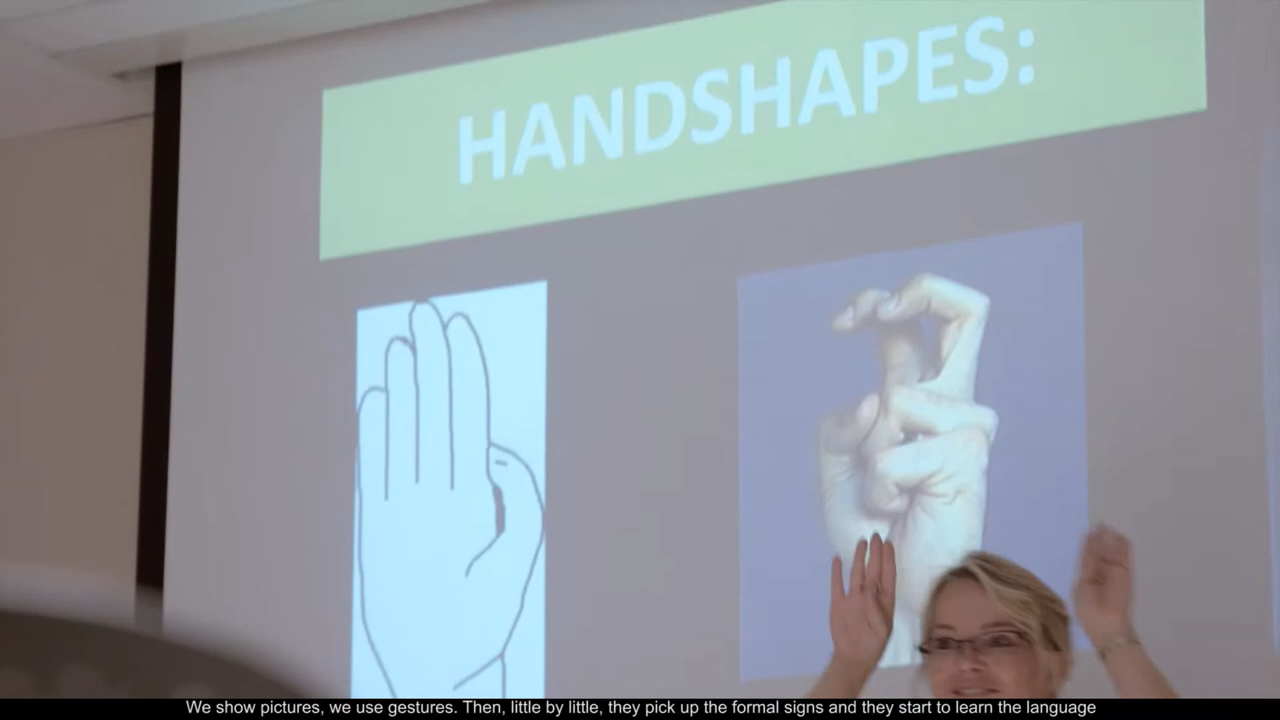 HANDSHAPES:
We show pictures, we use gestures. Then, little by little, they pick up the formal signs and they start to learn the language